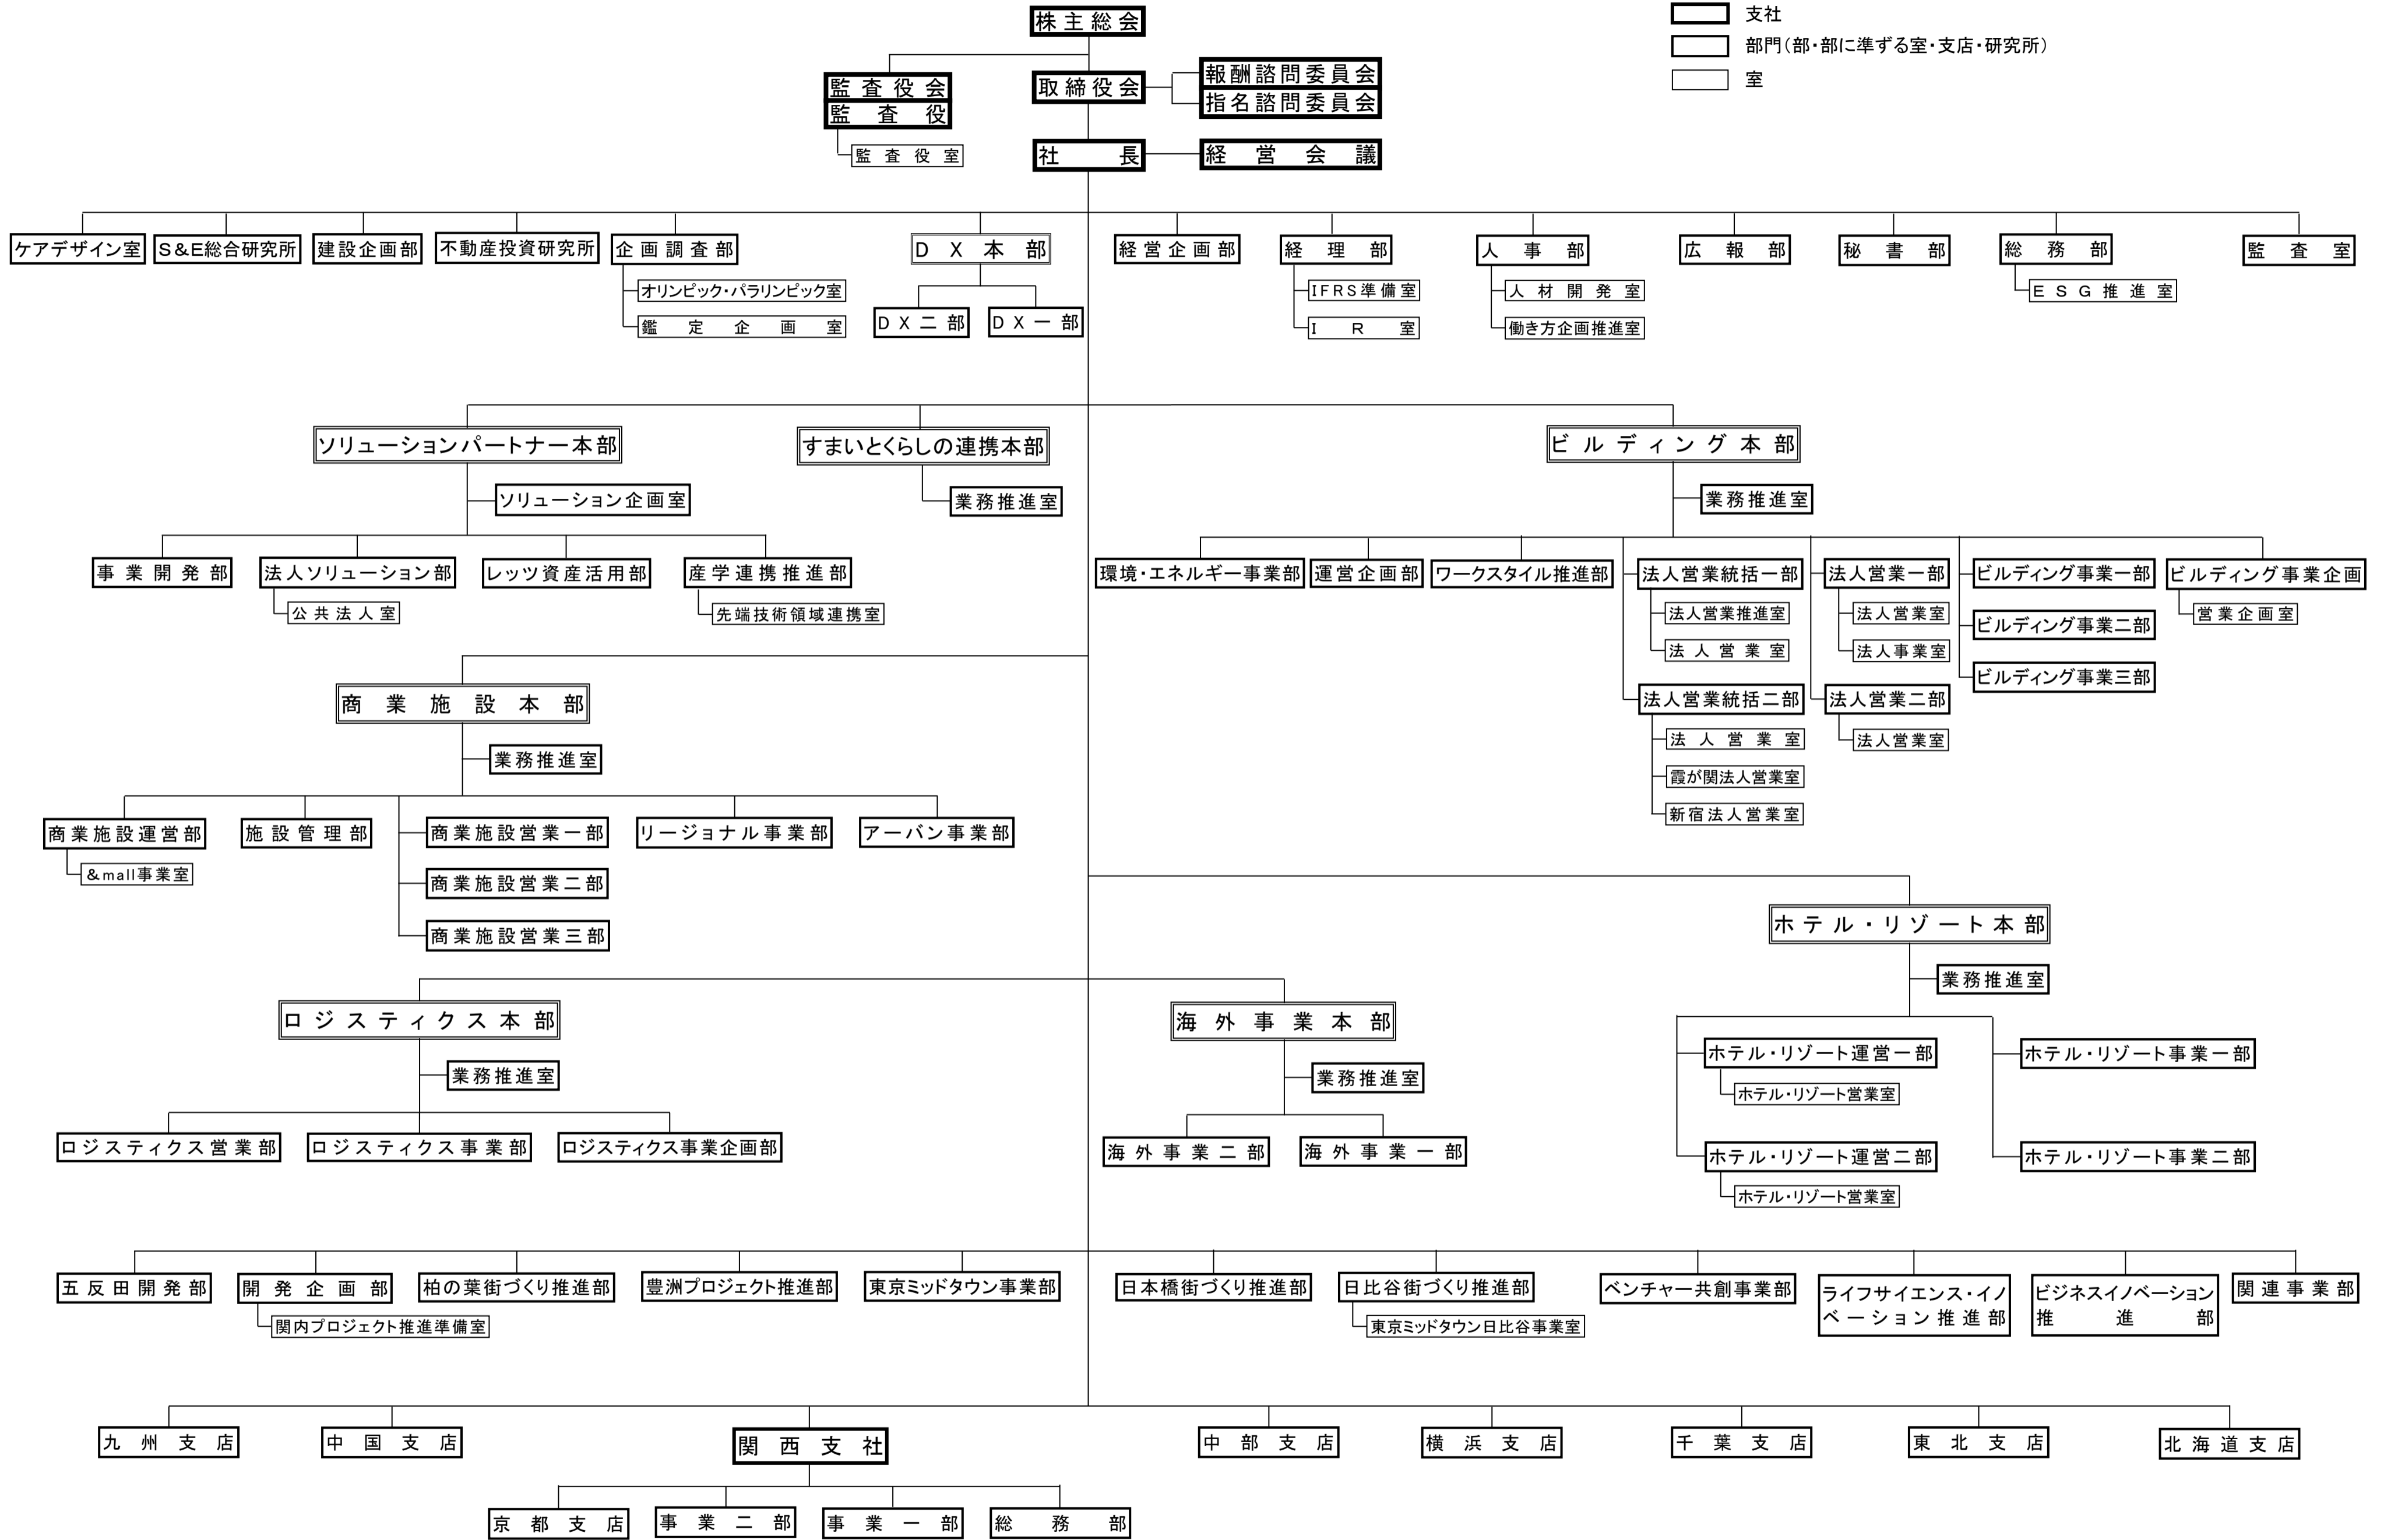 株主総会
支社
部門(部・部に準ずる室・支店・研究所)
室
監査役会
監査役
監査役室
取締役会
報酬諮問委員会
指名諮問委員会
社長
経営会議
ケアデザイン室
S&E総合研究所
建設企画部
不動産投資研究所
企画調査部
オリンピック・パラリンピック室
鑑定企画室
DX本部
DX二部
DX一部
経営企画部
経理部
IFRS準備室
IR室
人事部
人材開発室
働き方企画推進室
広報部
秘書部
総務部
ESG推進室
監査室
ソリューションパートナー本部
ソリューション企画室
事業開発部
法人ソリューション部
公共法人室
レッツ資産活用部
産学連携推進部
先端技術領域連携室
すまいとくらしの連携本部
業務推進室
ビルディング本部
業務推進室
環境・エネルギー事業部
運営企画部
ワークスタイル推進部
法人営業統括一部
法人営業推進室
法人営業室
法人営業統括二部
法人営業室
霞が関法人営業室
新宿法人営業室
法人営業一部
法人営業室
法人事業室
法人営業二部
法人営業室
ビルディング事業一部
ビルディング事業二部
ビルディング事業三部
ビルディング事業企画
営業企画室
商業施設本部
業務推進室
商業施設運営部
&mall事業室
施設管理部
商業施設営業一部
商業施設営業二部
商業施設営業三部
リージョナル事業部
アーバン事業部
ホテル・リゾート本部
業務推進室
ホテル・リゾート運営一部
ホテル・リゾート営業室
ホテル・リゾート運営二部
ホテル・リゾート営業室
ホテル・リゾート事業一部
ホテル・リゾート事業二部
ロジスティクス本部
業務推進室
ロジスティクス営業部
ロジスティクス事業部
ロジスティクス事業企画部
海外事業本部
業務推進室
海外事業二部
海外事業一部
五反田開発部
開発企画部
関内プロジェクト推進準備室
柏の葉街づくり推進部
豊洲プロジェクト推進部
東京ミッドタウン事業部
日本橋街づくり推進部
日比谷街づくり推進部
東京ミッドタウン日比谷事業室
ベンチャー共創事業部
ライフサイエンス・イノ
ベーション推進部
ビジネスイノベーション
推進部
関連事業部
九州支店
中国支店
関西支社
京都支店
事業二部
事業一部
総務部
中部支店
横浜支店
千葉支店
東北支店
北海道支店